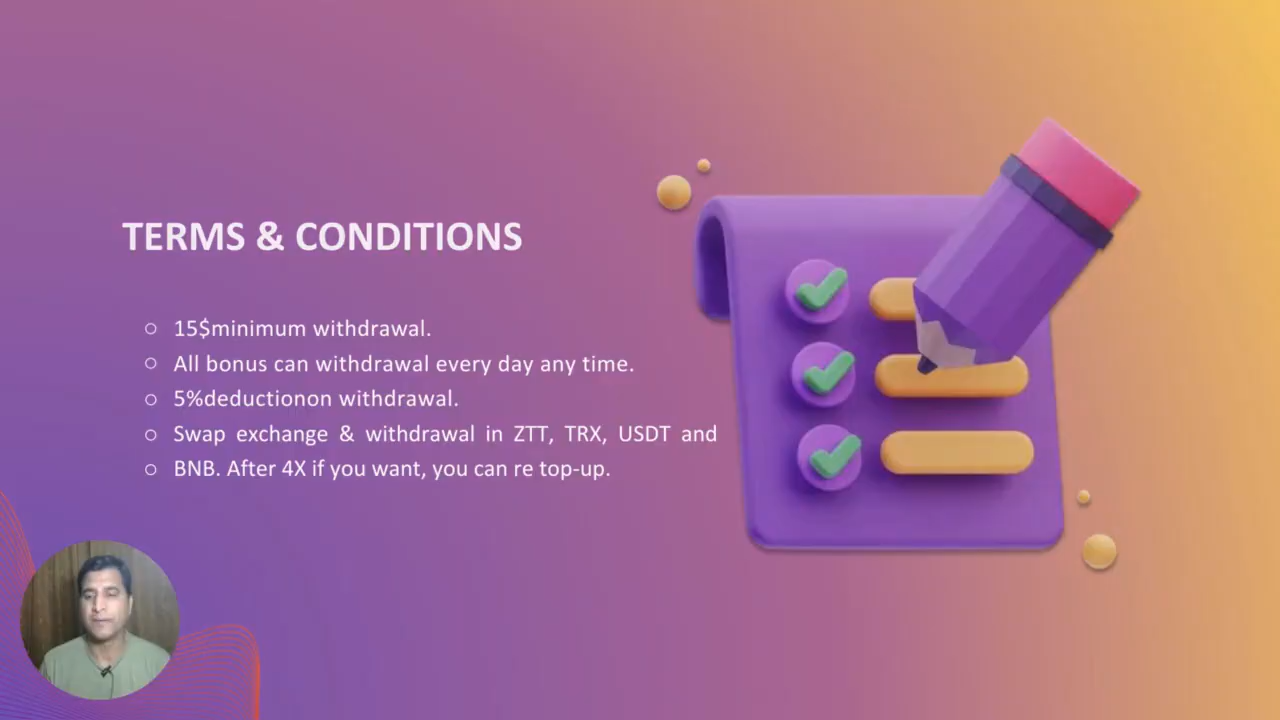 TERMS & CONDITIONS
15$minimum withdrawal.
All bonus can withdrawal every day any time.
5%deductionon withdrawal.
Swap exchange & withdrawal in ZTT, TRX, USDT and
BNB. After 4X if you want, you can re top-up.